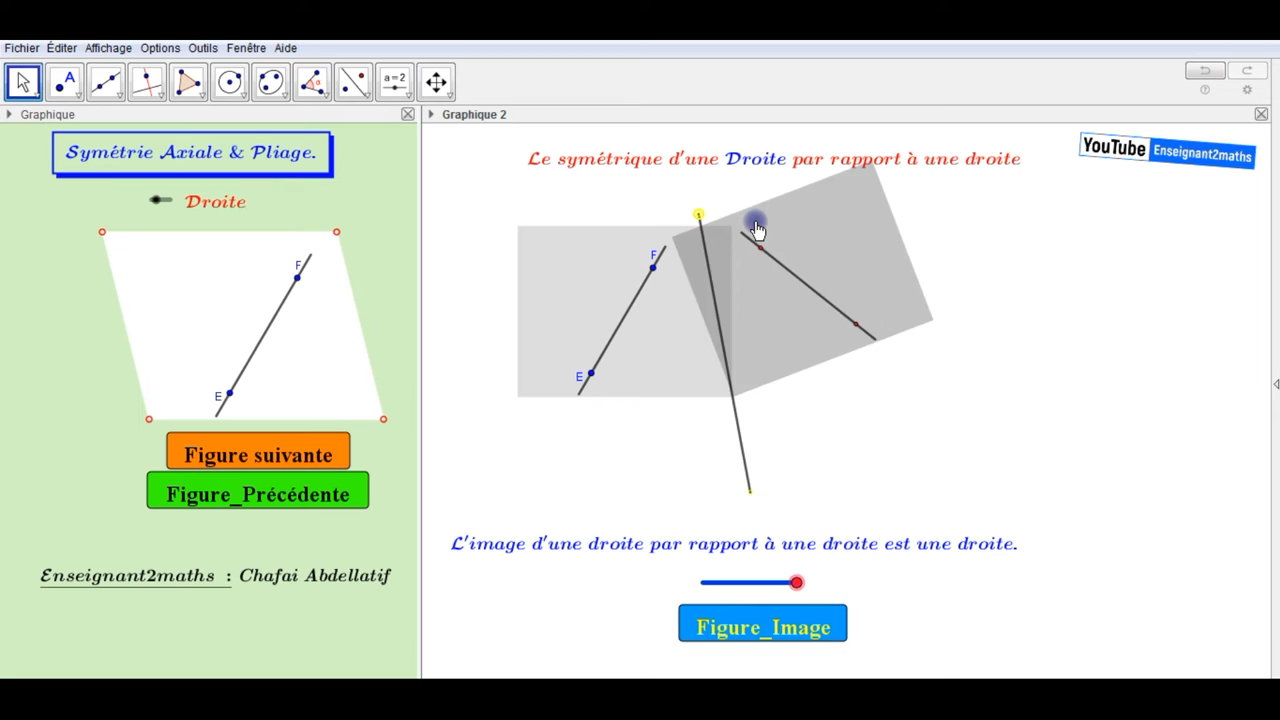 Fichier Éditer Affichage Options Outils Fenêtre Aide
A
α
a = 2
Graphique
Graphique 2
Symétrie Axiale & Pliage.
Droite
F
E
Figure suivante
Figure_Précédente
Enseignant2maths : Chafai Abdellatif
Le symétrique d'une Droite par rapport à une droite
YouTube Enseignant2maths
F
E
L'image d'une droite par rapport à une droite est une droite.
Figure_Image